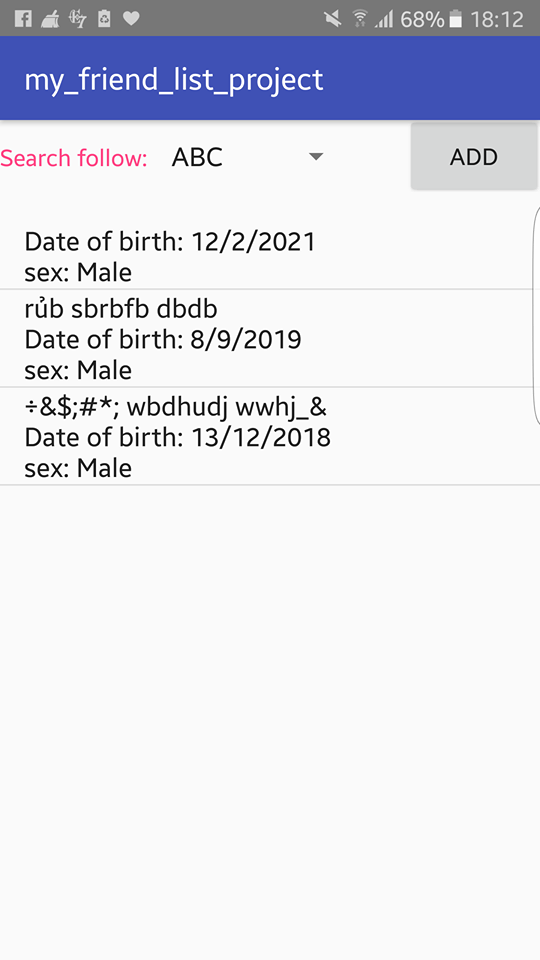 68% 18:12
my_friend_list_project
Search follow: ABC ADD
Date of birth: 12/2/2021
sex: Male
rủb sbrbfb dbdb
Date of birth: 8/9/2019
sex: Male
÷&$;#*; wbdhudj wwhj_&
Date of birth: 13/12/2018
sex: Male